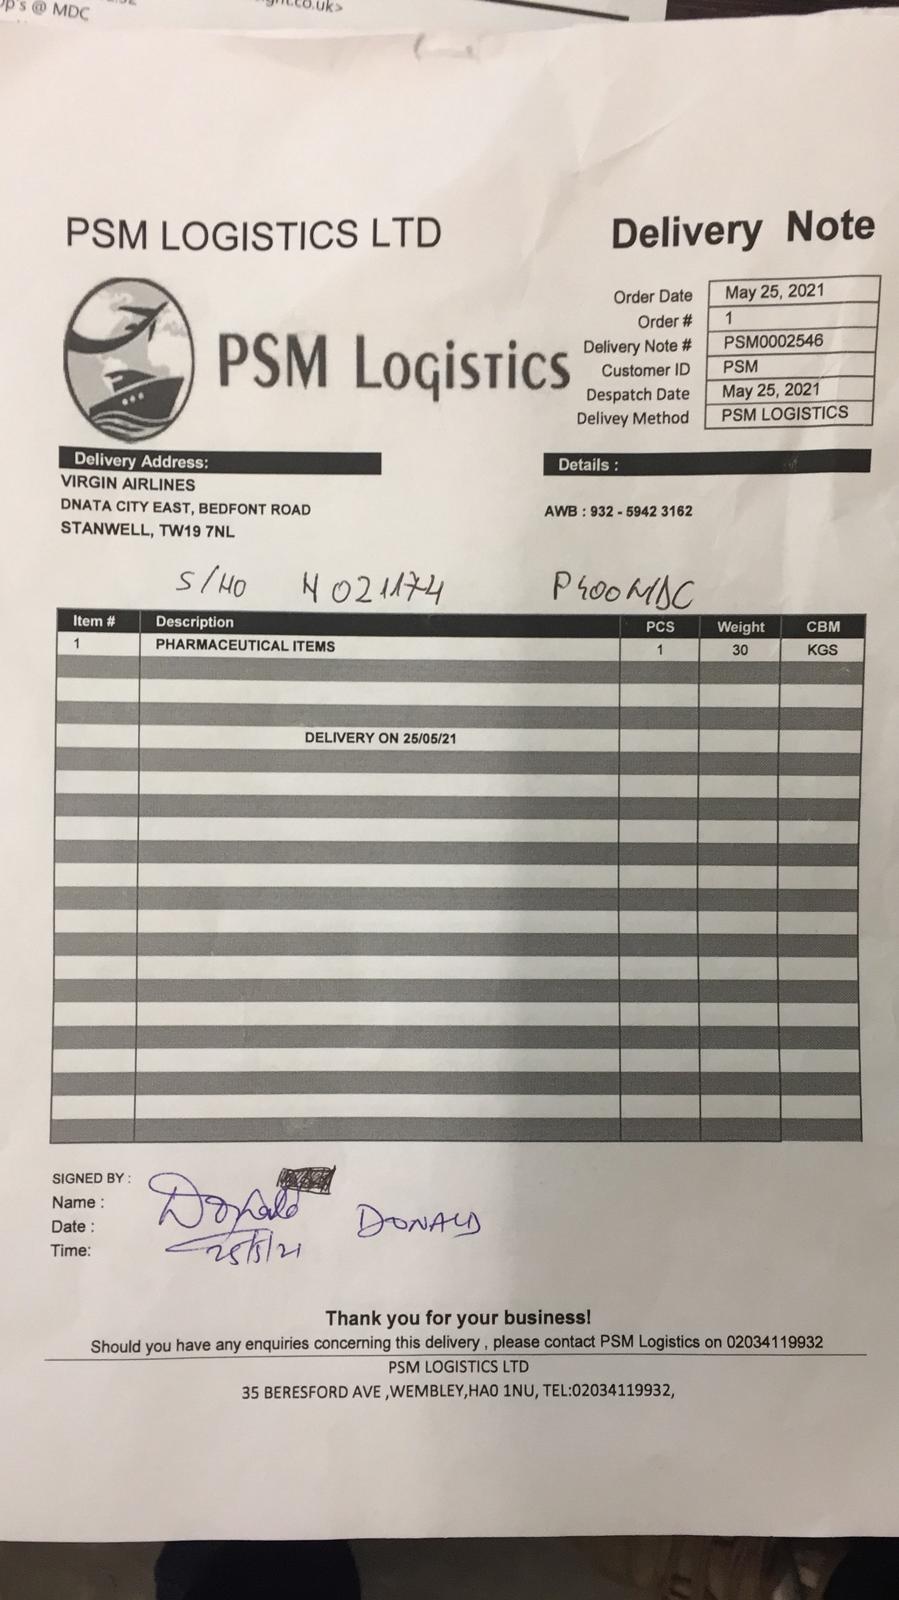 p's @ MDC
.co.uk>
PSM LOGISTICS LTD
Delivery Note
PSM Logistics
Order Date May 25, 2021
Order # 1
Delivery Note # PSM0002546
Customer ID PSM
Despatch Date May 25, 2021
Delivey Method PSM LOGISTICS
Delivery Address:
VIRGIN AIRLINES
DNATA CITY EAST, BEDFONT ROAD
STANWELL, TW19 7NL
Details :
AWB : 932 - 5942 3162
S/HO H021174 P400MDC
Item # Description PCS Weight CBM
1 PHARMACEUTICAL ITEMS 1 30 KGS
DELIVERY ON 25/05/21
SIGNED BY :
Name : Donald DONALD
Date : 25/5/21
Time:
Thank you for your business!
Should you have any enquiries concerning this delivery , please contact PSM Logistics on 02034119932
PSM LOGISTICS LTD
35 BERESFORD AVE ,WEMBLEY,HA0 1NU, TEL:02034119932,